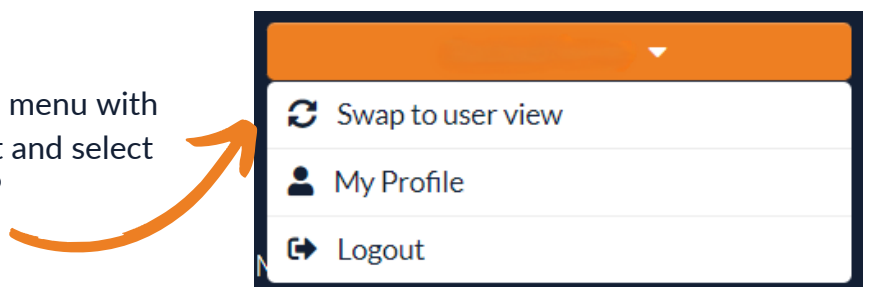 menu with
and select
Swap to user view
My Profile
Logout